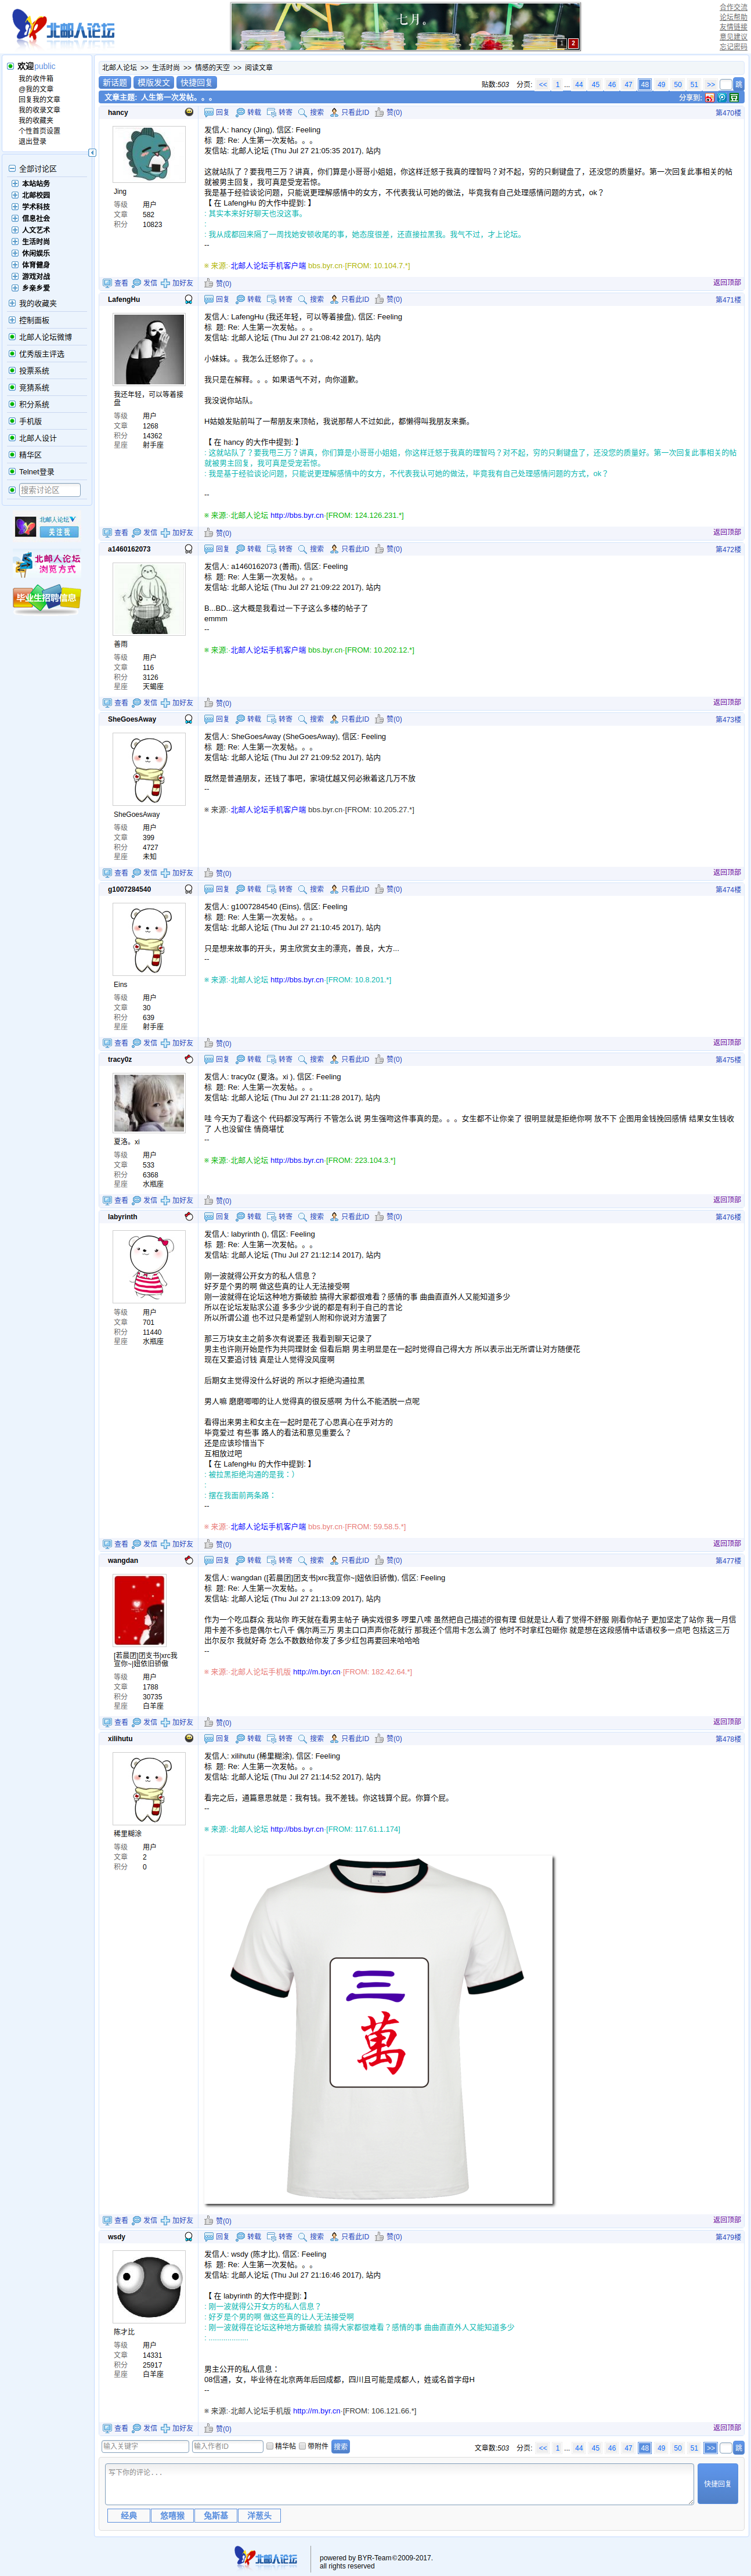 北邮人论坛
七月。
1 2
合作交流
论坛帮助
友情链接
意见建议
忘记密码
欢迎public
我的收件箱
@我的文章
回复我的文章
我的收录文章
我的收藏夹
个性首页设置
退出登录
全部讨论区
本站站务
北邮校园
学术科技
信息社会
人文艺术
生活时尚
休闲娱乐
体育健身
游戏对战
乡亲乡爱
我的收藏夹
控制面板
北邮人论坛微博
优秀版主评选
投票系统
竞猜系统
积分系统
手机版
北邮人设计
精华区
Telnet登录
搜索讨论区
北邮人论坛
关注我
北邮人论坛
浏览方式
毕业生招聘信息
北邮人论坛 >> 生活时尚 >> 情感的天空 >> 阅读文章
新话题 模版发文 快捷回复
贴数:503 分页: << 1 ... 44 45 46 47 48 49 50 51 >> 跳
文章主题: 人生第一次发帖。。。
分享到:
hancy
回复 转载 转寄 搜索 只看此ID 赞(0)
第470楼
Jing
等级 用户
文章 582
积分 10823
发信人: hancy (Jing), 信区: Feeling
标 题: Re: 人生第一次发帖。。。
发信站: 北邮人论坛 (Thu Jul 27 21:05:35 2017), 站内
这就站队了？要我甩三万？讲真，你们算是小哥哥小姐姐，你这样迁怒于我真的理智吗？对不起，穷的只剩键盘了，还没您的质量好。第一次回复此事相关的帖就被男主回复，我可真是受宠若惊。
我是基于经验谈论问题，只能说更理解感情中的女方，不代表我认可她的做法，毕竟我有自己处理感情问题的方式，ok？
【 在 LafengHu 的大作中提到: 】
: 其实本来好好聊天也没这事。
:
: 我从成都回来隔了一周找她安顿收尾的事，她态度很差，还直接拉黑我。我气不过，才上论坛。
--
※ 来源:·北邮人论坛手机客户端 bbs.byr.cn·[FROM: 10.104.7.*]
查看 发信 加好友 赞(0) 返回顶部
LafengHu
回复 转载 转寄 搜索 只看此ID 赞(0)
第471楼
我还年轻，可以等着接盘
等级 用户
文章 1268
积分 14362
星座 射手座
发信人: LafengHu (我还年轻，可以等着接盘), 信区: Feeling
标 题: Re: 人生第一次发帖。。。
发信站: 北邮人论坛 (Thu Jul 27 21:08:42 2017), 站内
小妹妹。。我怎么迁怒你了。。。
我只是在解释。。。如果语气不对，向你道歉。
我没说你站队。
H姑娘发贴前叫了一帮朋友来顶帖，我说那帮人不过如此，都懒得叫我朋友来撕。
【 在 hancy 的大作中提到: 】
: 这就站队了？要我甩三万？讲真，你们算是小哥哥小姐姐，你这样迁怒于我真的理智吗？对不起，穷的只剩键盘了，还没您的质量好。第一次回复此事相关的帖就被男主回复，我可真是受宠若惊。
: 我是基于经验谈论问题，只能说更理解感情中的女方，不代表我认可她的做法，毕竟我有自己处理感情问题的方式，ok？
--
※ 来源:·北邮人论坛 http://bbs.byr.cn·[FROM: 124.126.231.*]
查看 发信 加好友 赞(0) 返回顶部
a1460162073
回复 转载 转寄 搜索 只看此ID 赞(0)
第472楼
善雨
等级 用户
文章 116
积分 3126
星座 天蝎座
发信人: a1460162073 (善雨), 信区: Feeling
标 题: Re: 人生第一次发帖。。。
发信站: 北邮人论坛 (Thu Jul 27 21:09:22 2017), 站内
B...BD...这大概是我看过一下子这么多楼的帖子了
emmm
--
※ 来源:·北邮人论坛手机客户端 bbs.byr.cn·[FROM: 10.202.12.*]
查看 发信 加好友 赞(0) 返回顶部
SheGoesAway
回复 转载 转寄 搜索 只看此ID 赞(0)
第473楼
SheGoesAway
等级 用户
文章 399
积分 4727
星座 未知
发信人: SheGoesAway (SheGoesAway), 信区: Feeling
标 题: Re: 人生第一次发帖。。。
发信站: 北邮人论坛 (Thu Jul 27 21:09:52 2017), 站内
既然是普通朋友，还钱了事吧，家境优越又何必揪着这几万不放
--
※ 来源:·北邮人论坛手机客户端 bbs.byr.cn·[FROM: 10.205.27.*]
查看 发信 加好友 赞(0) 返回顶部
g1007284540
回复 转载 转寄 搜索 只看此ID 赞(0)
第474楼
Eins
等级 用户
文章 30
积分 639
星座 射手座
发信人: g1007284540 (Eins), 信区: Feeling
标 题: Re: 人生第一次发帖。。。
发信站: 北邮人论坛 (Thu Jul 27 21:10:45 2017), 站内
只是想来故事的开头，男主欣赏女主的漂亮，善良，大方...
--
※ 来源:·北邮人论坛 http://bbs.byr.cn·[FROM: 10.8.201.*]
查看 发信 加好友 赞(0) 返回顶部
tracy0z
回复 转载 转寄 搜索 只看此ID 赞(0)
第475楼
夏洛。xi
等级 用户
文章 533
积分 6368
星座 水瓶座
发信人: tracy0z (夏洛。xi ), 信区: Feeling
标 题: Re: 人生第一次发帖。。。
发信站: 北邮人论坛 (Thu Jul 27 21:11:28 2017), 站内
哇 今天为了看这个 代码都没写两行 不管怎么说 男生强吻这件事真的是。。。女生都不让你亲了 很明显就是拒绝你啊 放不下 企图用金钱挽回感情 结果女生钱收了 人也没留住 情商堪忧
--
※ 来源:·北邮人论坛 http://bbs.byr.cn·[FROM: 223.104.3.*]
查看 发信 加好友 赞(0) 返回顶部
labyrinth
回复 转载 转寄 搜索 只看此ID 赞(0)
第476楼
等级 用户
文章 701
积分 11440
星座 水瓶座
发信人: labyrinth (), 信区: Feeling
标 题: Re: 人生第一次发帖。。。
发信站: 北邮人论坛 (Thu Jul 27 21:12:14 2017), 站内
刚一波就得公开女方的私人信息？
好歹是个男的啊 做这些真的让人无法接受啊
刚一波就得在论坛这种地方撕破脸 搞得大家都很难看？感情的事 曲曲直直外人又能知道多少
所以在论坛发贴求公道 多多少少说的都是有利于自己的言论
所以所谓公道 也不过只是希望别人附和你说对方渣罢了
那三万块女主之前多次有说要还 我看到聊天记录了
男主也许刚开始是作为共同理财金 但看后期 男主明显是在一起时觉得自己得大方 所以表示出无所谓让对方随便花
现在又要追讨钱 真是让人觉得没风度啊
后期女主觉得没什么好说的 所以才拒绝沟通拉黑
男人嘛 磨磨唧唧的让人觉得真的很反感啊 为什么不能洒脱一点呢
看得出来男主和女主在一起时是花了心思真心在乎对方的
毕竟爱过 有些事 路人的看法和意见重要么？
还是应该珍惜当下
互相放过吧
【 在 LafengHu 的大作中提到: 】
: 被拉黑拒绝沟通的是我：）
:
: 摆在我面前两条路：
--
※ 来源:·北邮人论坛手机客户端 bbs.byr.cn·[FROM: 59.58.5.*]
查看 发信 加好友 赞(0) 返回顶部
wangdan
回复 转载 转寄 搜索 只看此ID 赞(0)
第477楼
[若晨团]团支书|xrc我宣你~|妞依旧骄傲
等级 用户
文章 1788
积分 30735
星座 白羊座
发信人: wangdan ([若晨团]团支书|xrc我宣你~|妞依旧骄傲), 信区: Feeling
标 题: Re: 人生第一次发帖。。。
发信站: 北邮人论坛 (Thu Jul 27 21:13:09 2017), 站内
作为一个吃瓜群众 我站你 昨天就在看男主帖子 确实戏很多 啰里八嗦 虽然把自己描述的很有理 但就是让人看了觉得不舒服 刚看你帖子 更加坚定了站你 我一月信用卡差不多也是偶尔七八千 偶尔两三万 男主口口声声你花就行 那我还个信用卡怎么滴了 他时不时拿红包砸你 就是想在这段感情中话语权多一点吧 包括这三万 出尔反尔 我就好奇 怎么不数数给你发了多少红包再要回来哈哈哈
--
※ 来源:·北邮人论坛手机版 http://m.byr.cn·[FROM: 182.42.64.*]
查看 发信 加好友 赞(0) 返回顶部
xilihutu
回复 转载 转寄 搜索 只看此ID 赞(0)
第478楼
稀里糊涂
等级 用户
文章 2
积分 0
发信人: xilihutu (稀里糊涂), 信区: Feeling
标 题: Re: 人生第一次发帖。。。
发信站: 北邮人论坛 (Thu Jul 27 21:14:52 2017), 站内
看完之后，通篇意思就是：我有钱。我不差钱。你这钱算个屁。你算个屁。
--
※ 来源:·北邮人论坛 http://bbs.byr.cn·[FROM: 117.61.1.174]
三
萬
查看 发信 加好友 赞(0) 返回顶部
wsdy
回复 转载 转寄 搜索 只看此ID 赞(0)
第479楼
陈才比
等级 用户
文章 14331
积分 25917
星座 白羊座
发信人: wsdy (陈才比), 信区: Feeling
标 题: Re: 人生第一次发帖。。。
发信站: 北邮人论坛 (Thu Jul 27 21:16:46 2017), 站内
【 在 labyrinth 的大作中提到: 】
: 刚一波就得公开女方的私人信息？
: 好歹是个男的啊 做这些真的让人无法接受啊
: 刚一波就得在论坛这种地方撕破脸 搞得大家都很难看？感情的事 曲曲直直外人又能知道多少
: ...................
男主公开的私人信息：
08信通，女，毕业待在北京两年后回成都，四川且可能是成都人，姓或名首字母H
--
※ 来源:·北邮人论坛手机版 http://m.byr.cn·[FROM: 106.121.66.*]
查看 发信 加好友 赞(0) 返回顶部
输入关键字 输入作者ID 精华帖 带附件 搜索
文章数:503 分页: << 1 ... 44 45 46 47 48 49 50 51 >> 跳
写下你的评论...
快捷回复
经典 悠嘻猴 兔斯基 洋葱头
北邮人论坛
powered by BYR-Team©2009-2017.
all rights reserved